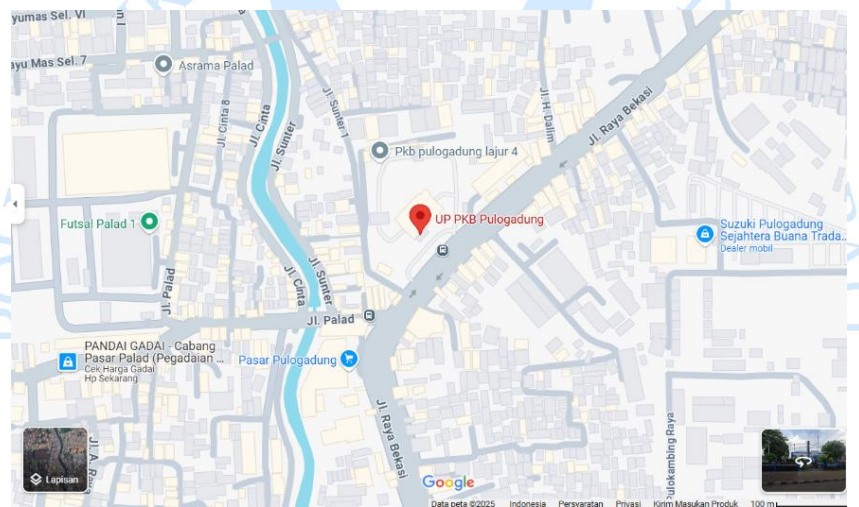 yumas Sel. VI
ayu Mas Sel. 7
Asrama Palad
Jl. Cinta 8
Jl. Cinta
Jl. Sunter
Jl. Sunter 1
Jl. H. Dalim
Jl. Raya Bekasi
Pkb pulogadung lajur 4
UP PKB Pulogadung
Futsal Palad 1
Suzuki Pulogadung
Sejahtera Buana Trada...
Dealer mobil
Jl. Palad
Jl. Cinta
Jl. Sunter
Jl. Palad
PANDAI GADAI - Cabang
Pasar Palad (Pegadaian ...
Cek Harga Gadai
Hp Sekarang
Pasar Pulogadung
Jl. Raya Bekasi
Pulokambing Raya
Jl. A. Raya
Lapisan
Google
Data peta ©2025 Indonesia Persyaratan Privasi Kirim Masukan Produk 100 m